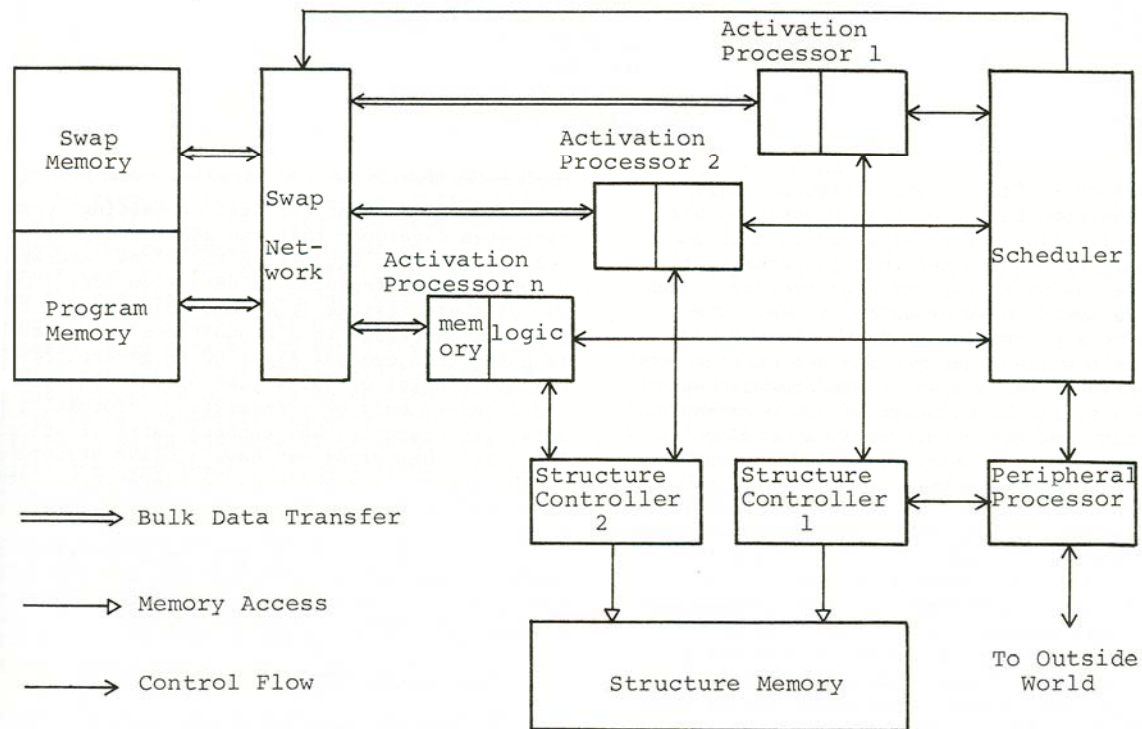 Activation
Processor 1
Swap
Memory
Activation
Processor 2
Swap
Net-
work
Scheduler
Activation
Processor n
Program
Memory
mem
ory
logic
Structure
Controller
2
Structure
Controller
1
Peripheral
Processor
Bulk Data Transfer
Memory Access
Control Flow
Structure Memory
To Outside
World